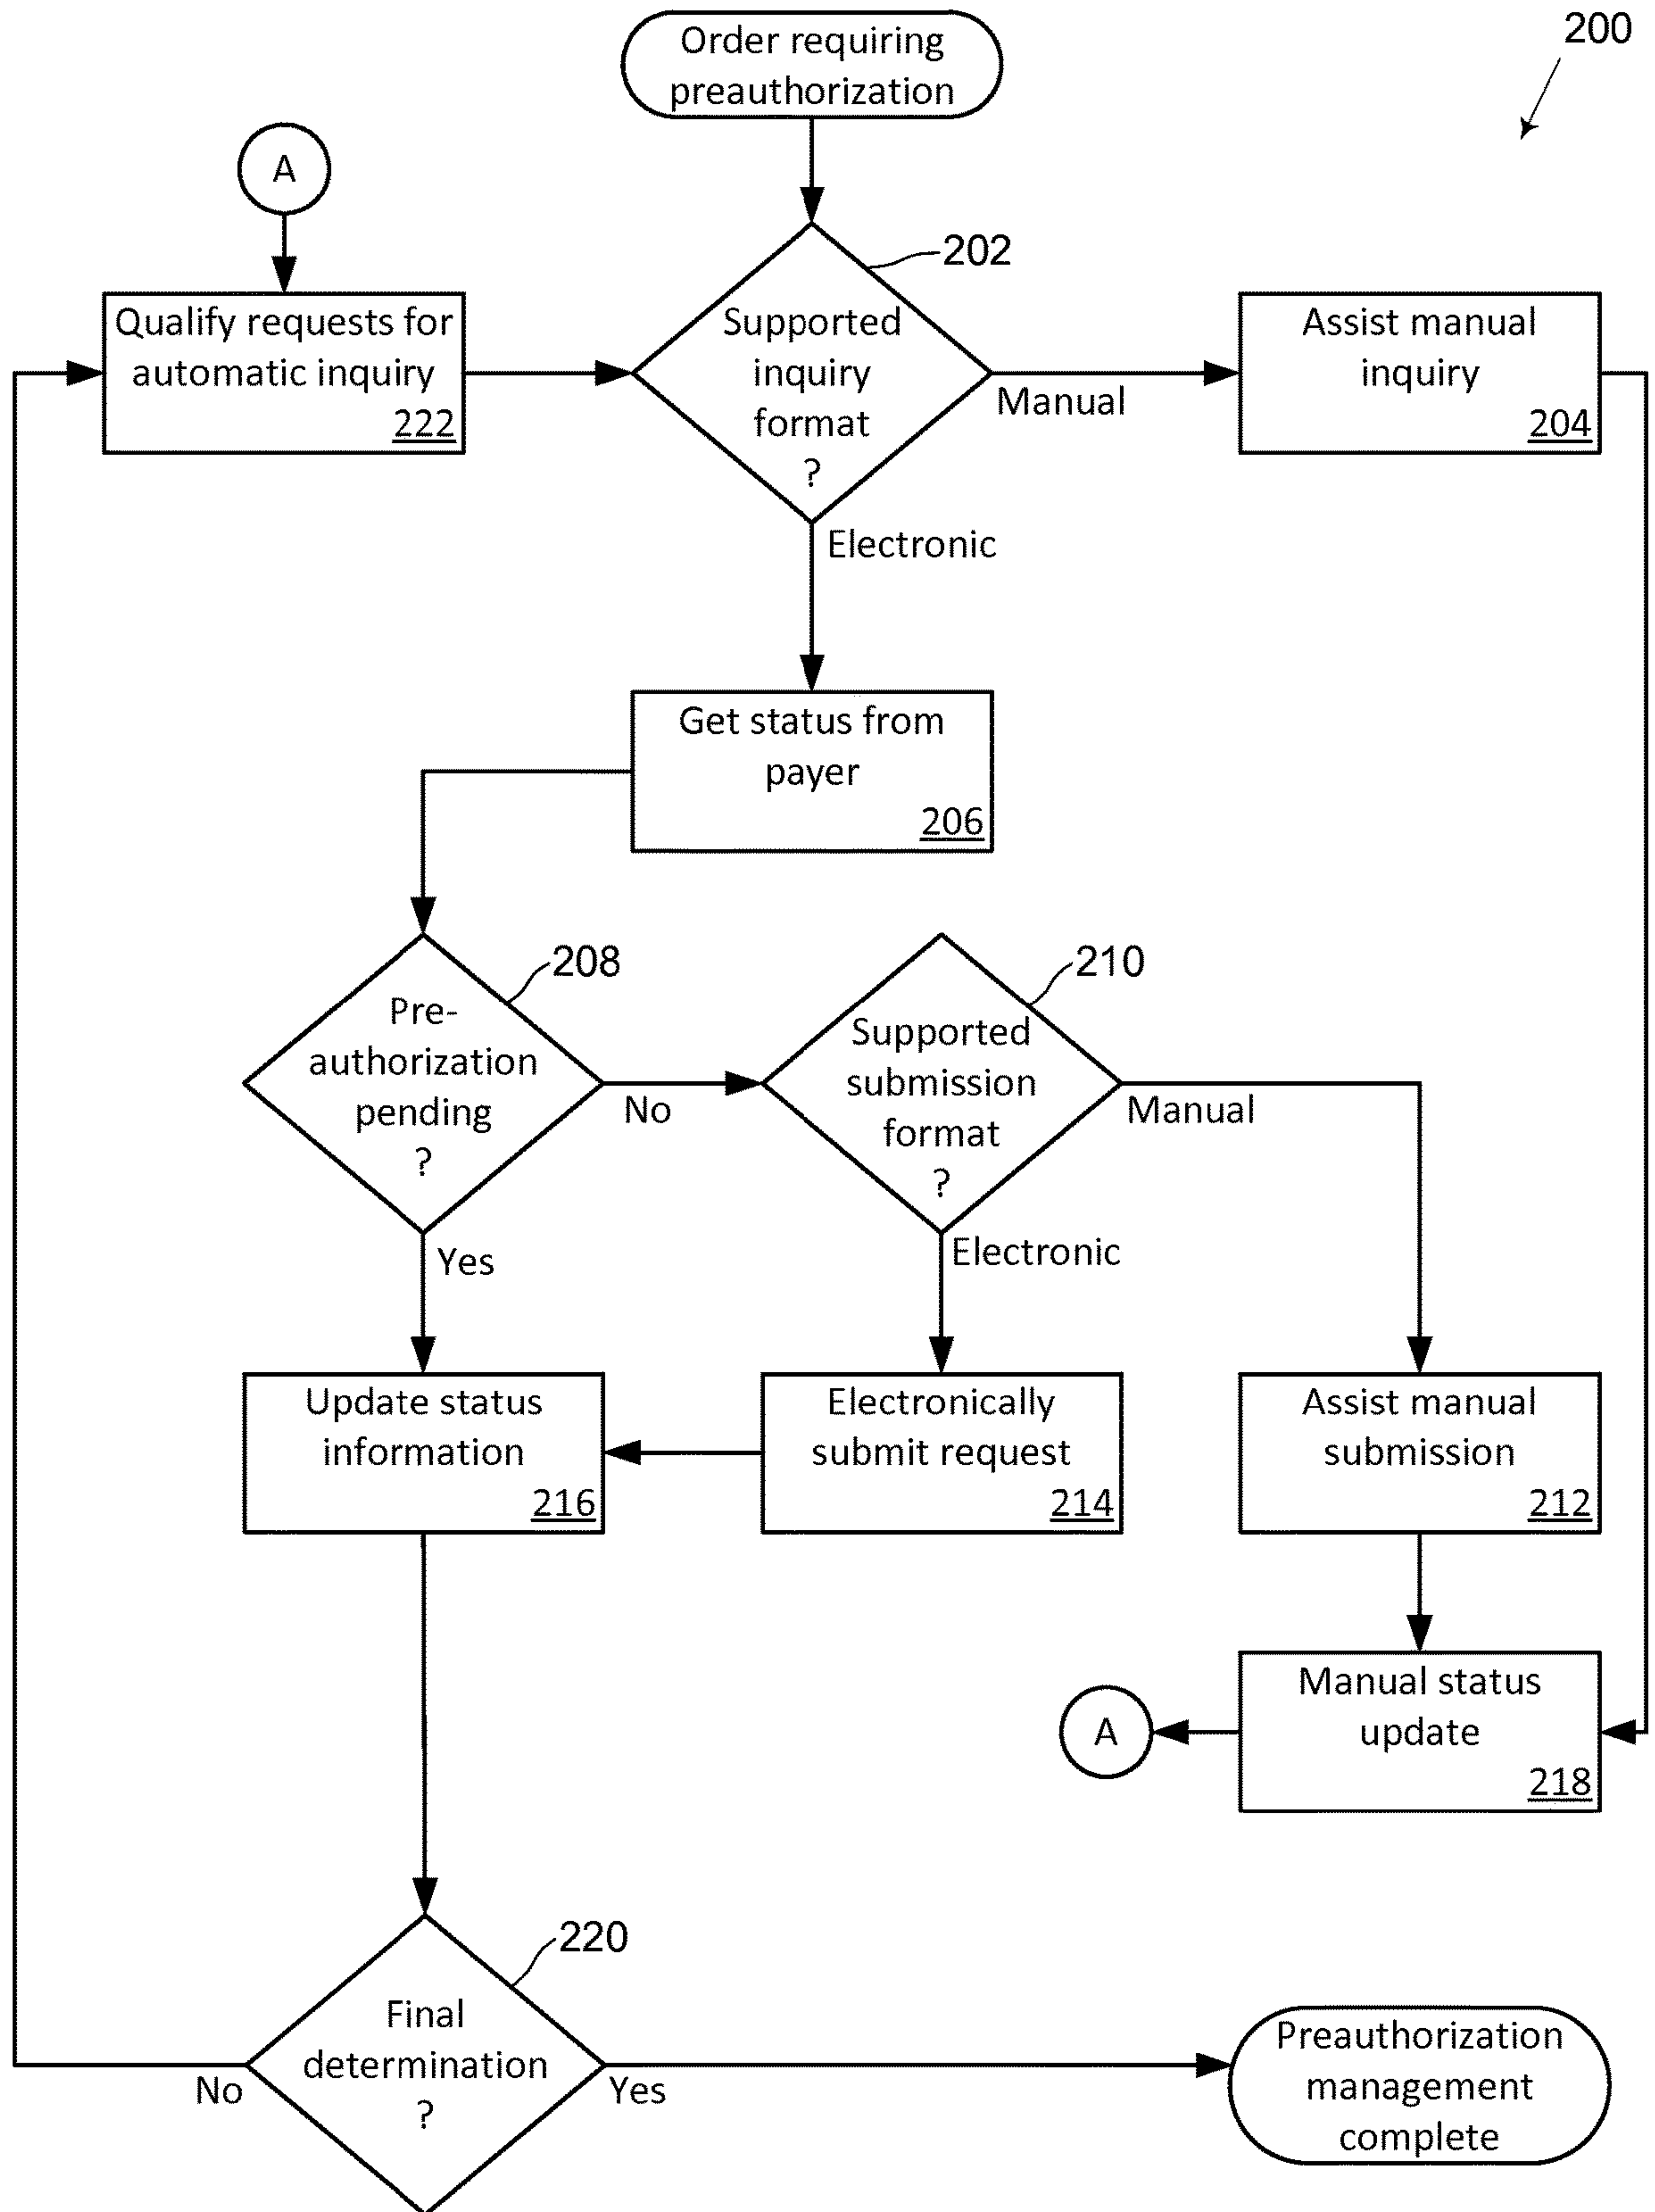 Order requiring
preauthorization
200
A
202
Qualify requests for
automatic inquiry
222
Supported
inquiry
format
?
Manual
Assist manual
inquiry
204
Electronic
Get status from
payer
206
208
Pre-
authorization
pending
?
No
Yes
210
Supported
submission
format
?
Manual
Electronic
Update status
information
216
Electronically
submit request
214
Assist manual
submission
212
Manual status
update
218
A
220
Final
determination
?
No
Yes
Preauthorization
management
complete